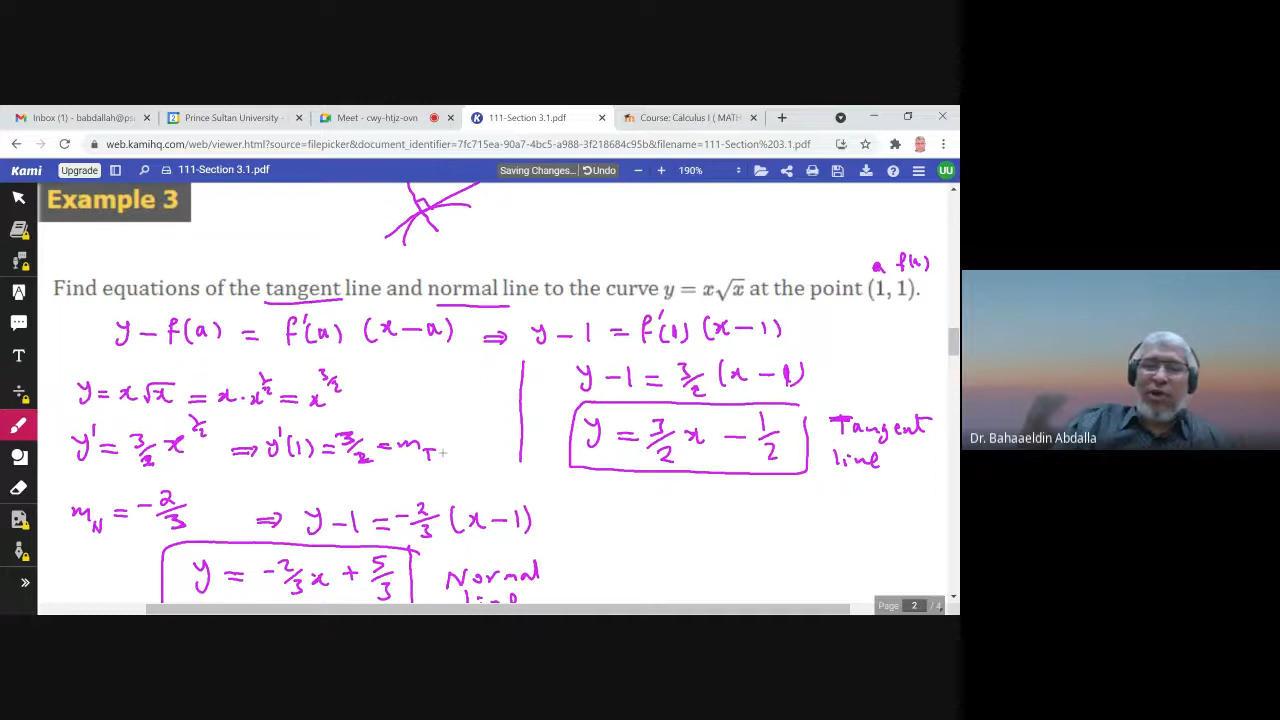 Inbox (1) - babdallah@ps
Prince Sultan University -
Meet - cwy-htjz-ovn
111-Section 3.1.pdf
Course: Calculus I ( MATH
web.kamihq.com/web/viewer.html?source=filepicker&document_identifier=7fc715ea-90a7-4bc5-a988-3f218684c95b&filename=111-Section%203.1.pdf
Kami Upgrade 111-Section 3.1.pdf Saving Changes... Undo 190% UU
Example 3
a f(a)
Find equations of the tangent line and normal line to the curve y = x√x at the point (1, 1).
y - f(a) = f'(a) (x-a) ⇒ y - 1 = f'(1) (x-1)
y = x√x = x·x^1/2 = x^3/2
y - 1 = 3/2 (x - 1)
y' = 3/2 x^1/2 ⇒ y'(1) = 3/2 = m_T
y = 3/2 x - 1/2
Tangent
line
m_N = -2/3 ⇒ y - 1 = -2/3 (x - 1)
y = -2/3 x + 5/3
Normal
line
Page 2 / 4
Dr. Bahaaeldin Abdalla